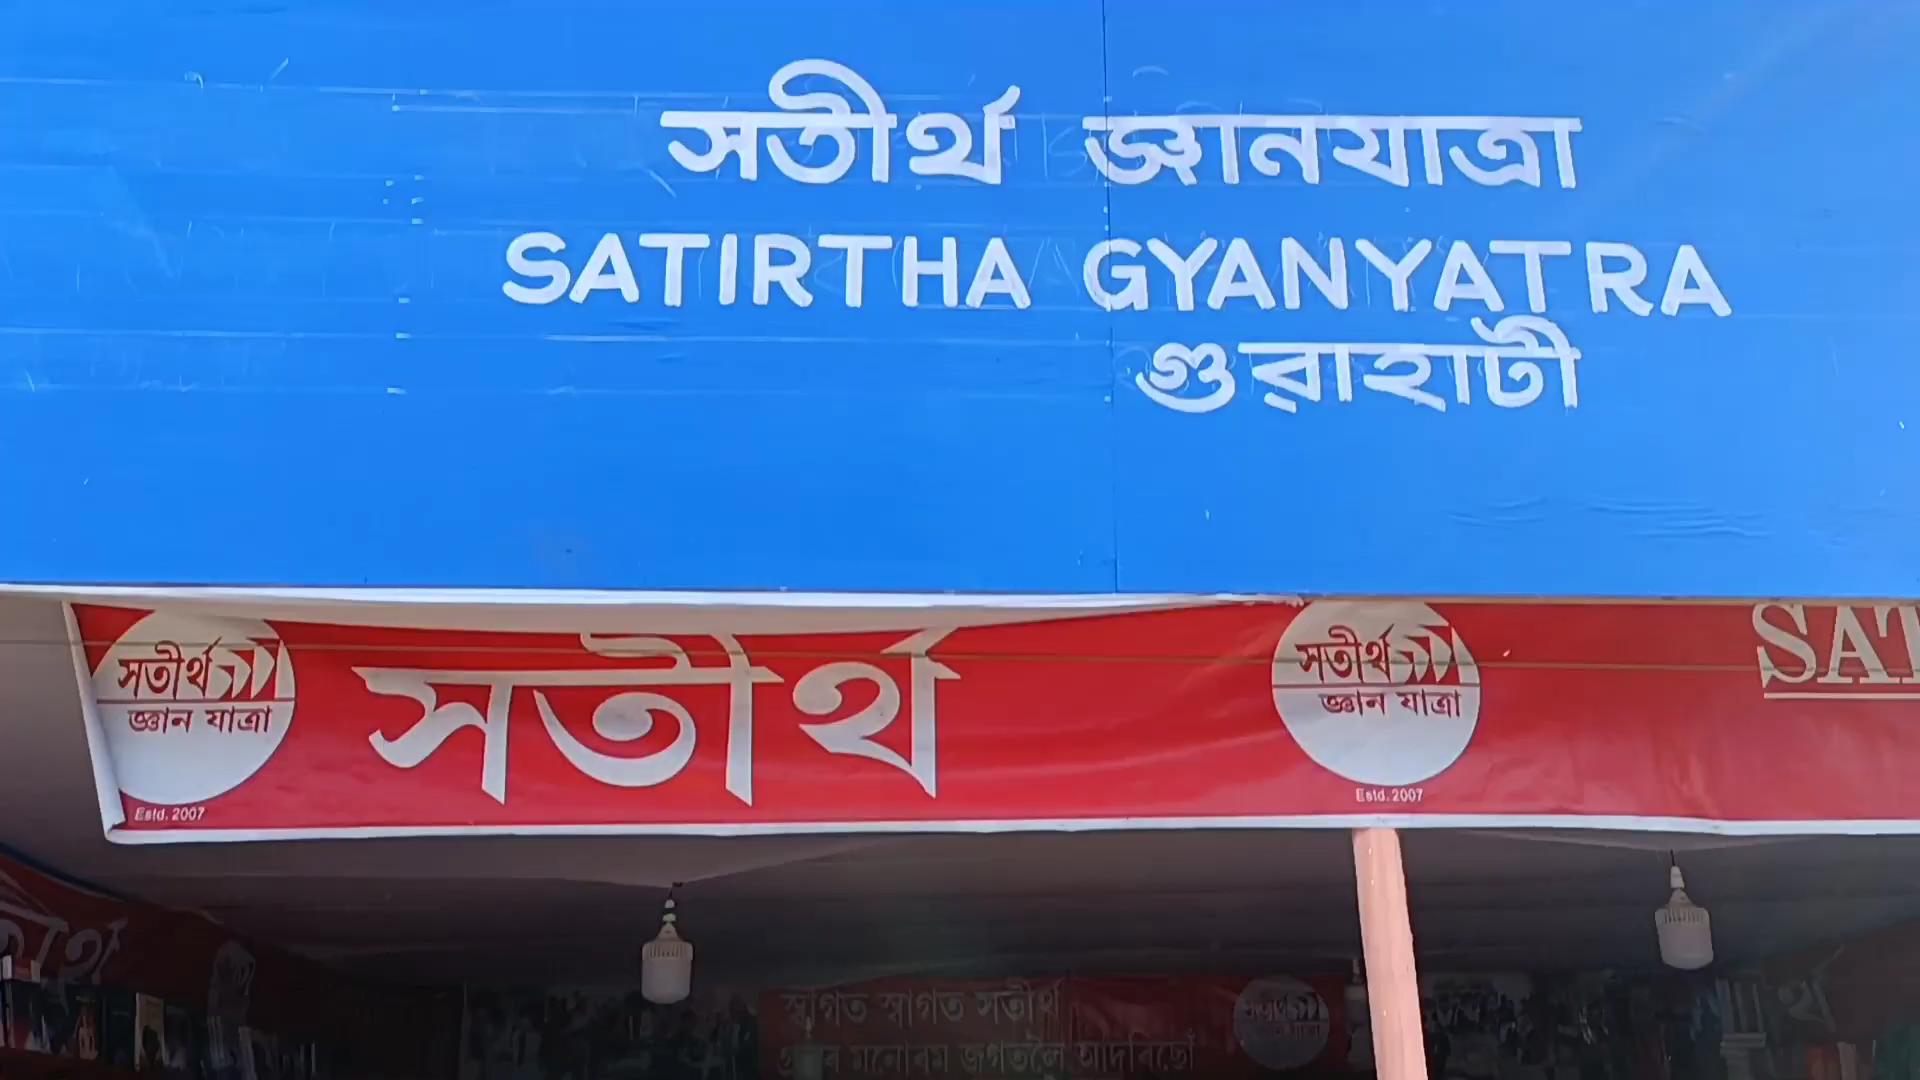 সতীৰ্থ জ্ঞানযাত্ৰা
SATIRTHA GYANYATRA
গুৱাহাটী
সতীৰ্থ
জ্ঞান যাত্ৰা
Estd. 2007
সতীৰ্থ
সতীৰ্থ
জ্ঞান যাত্ৰা
Estd. 2007
SAT
স্বাগত স্বাগত সতীৰ্থ
মনোৰম জগতলৈ আদৰিছোঁ